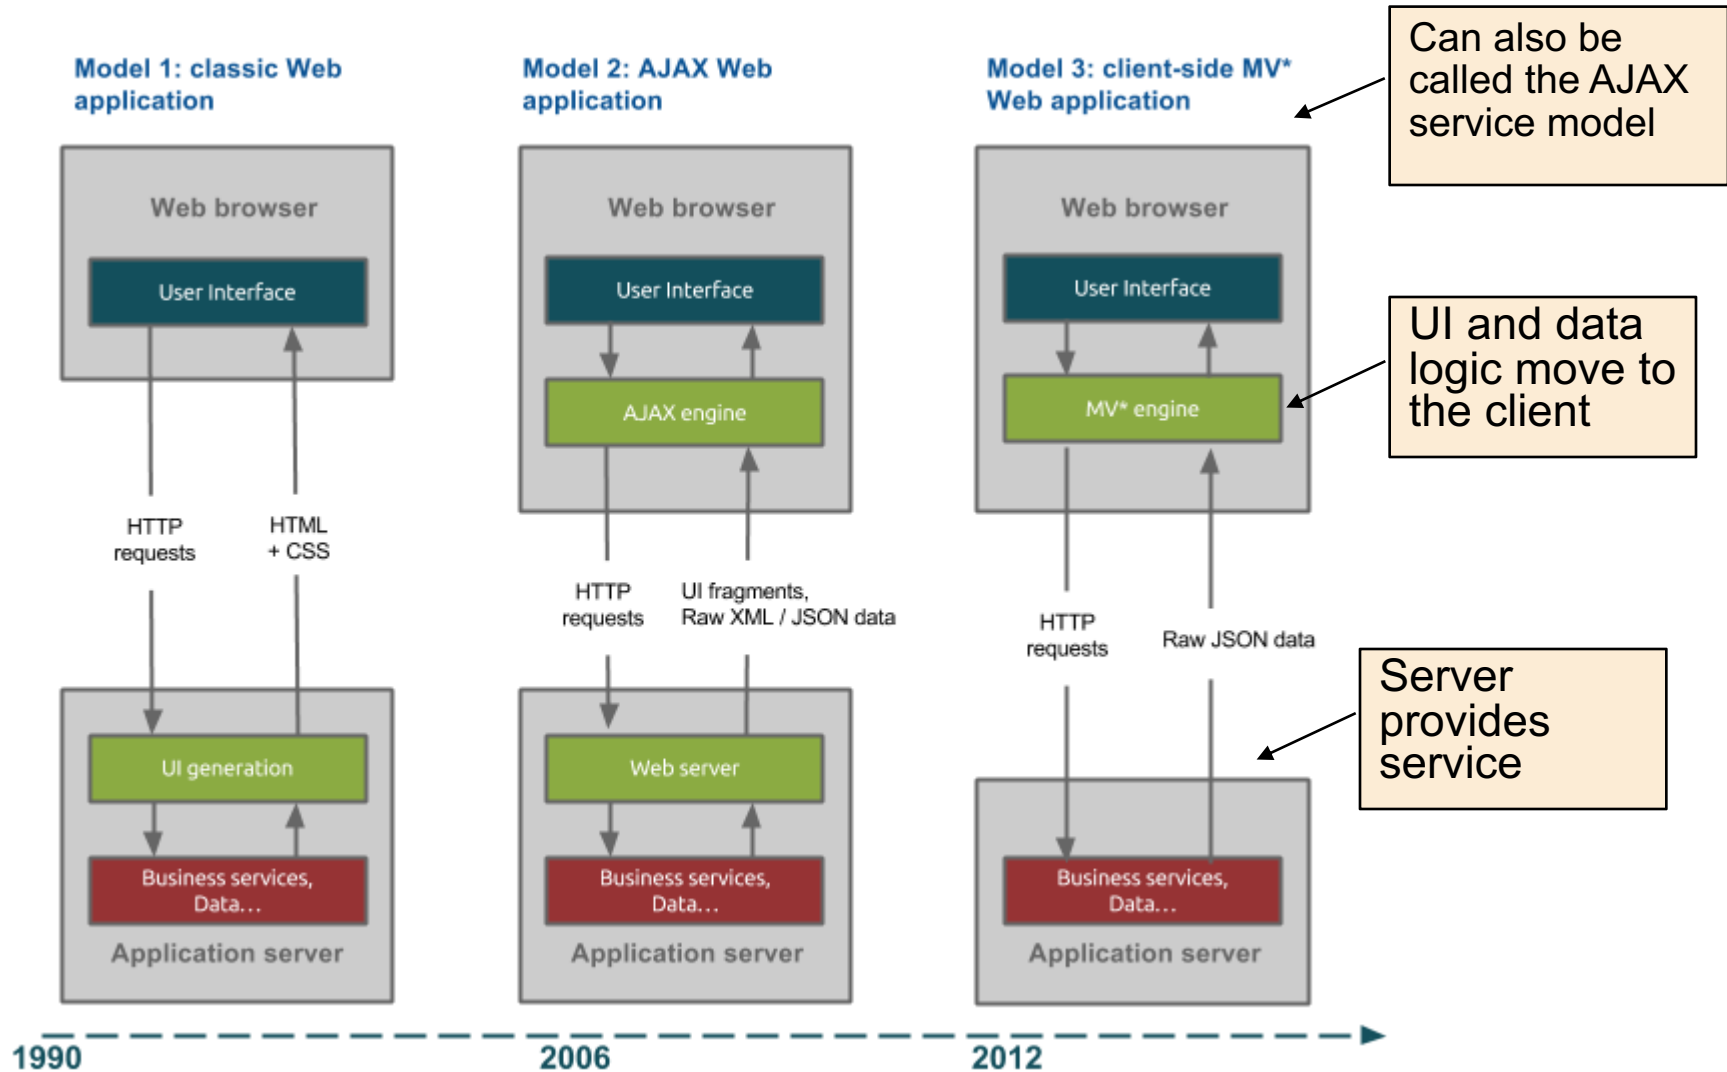 Model 1: classic Web
application
Web browser
User Interface
HTTP
requests
HTML
+ CSS
UI generation
Business services,
Data...
Application server
Model 2: AJAX Web
application
Web browser
User Interface
AJAX engine
HTTP
requests
UI fragments,
Raw XML / JSON data
Web server
Business services,
Data...
Application server
Model 3: client-side MV*
Web application
Web browser
User Interface
MV* engine
HTTP
requests
Raw JSON data
Business services,
Data...
Application server
Can also be
called the AJAX
service model
UI and data
logic move to
the client
Server
provides
service
1990
2006
2012